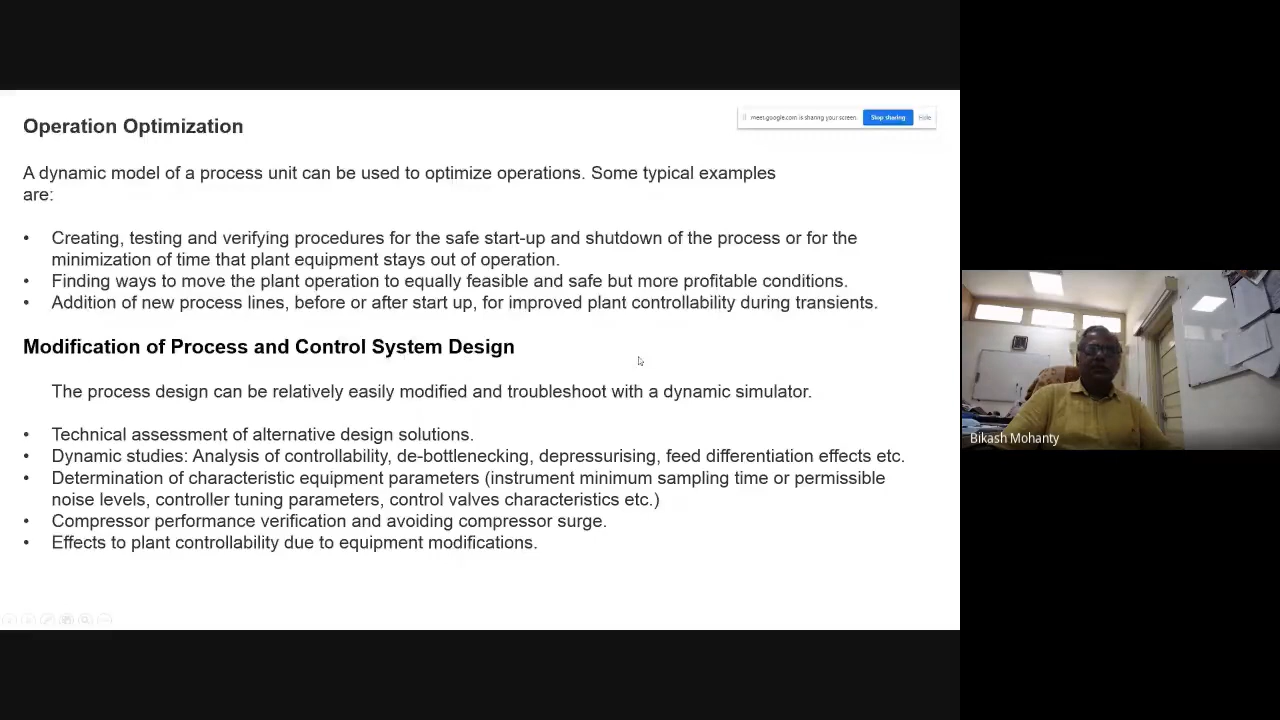 Operation Optimization
meet.google.com is sharing your screen.
Stop sharing
Hide
A dynamic model of a process unit can be used to optimize operations. Some typical examples
are:
• Creating, testing and verifying procedures for the safe start-up and shutdown of the process or for the
minimization of time that plant equipment stays out of operation.
• Finding ways to move the plant operation to equally feasible and safe but more profitable conditions.
• Addition of new process lines, before or after start up, for improved plant controllability during transients.
Modification of Process and Control System Design
The process design can be relatively easily modified and troubleshoot with a dynamic simulator.
• Technical assessment of alternative design solutions.
• Dynamic studies: Analysis of controllability, de-bottlenecking, depressurising, feed differentiation effects etc.
• Determination of characteristic equipment parameters (instrument minimum sampling time or permissible
noise levels, controller tuning parameters, control valves characteristics etc.)
• Compressor performance verification and avoiding compressor surge.
• Effects to plant controllability due to equipment modifications.
Bikash Mohanty